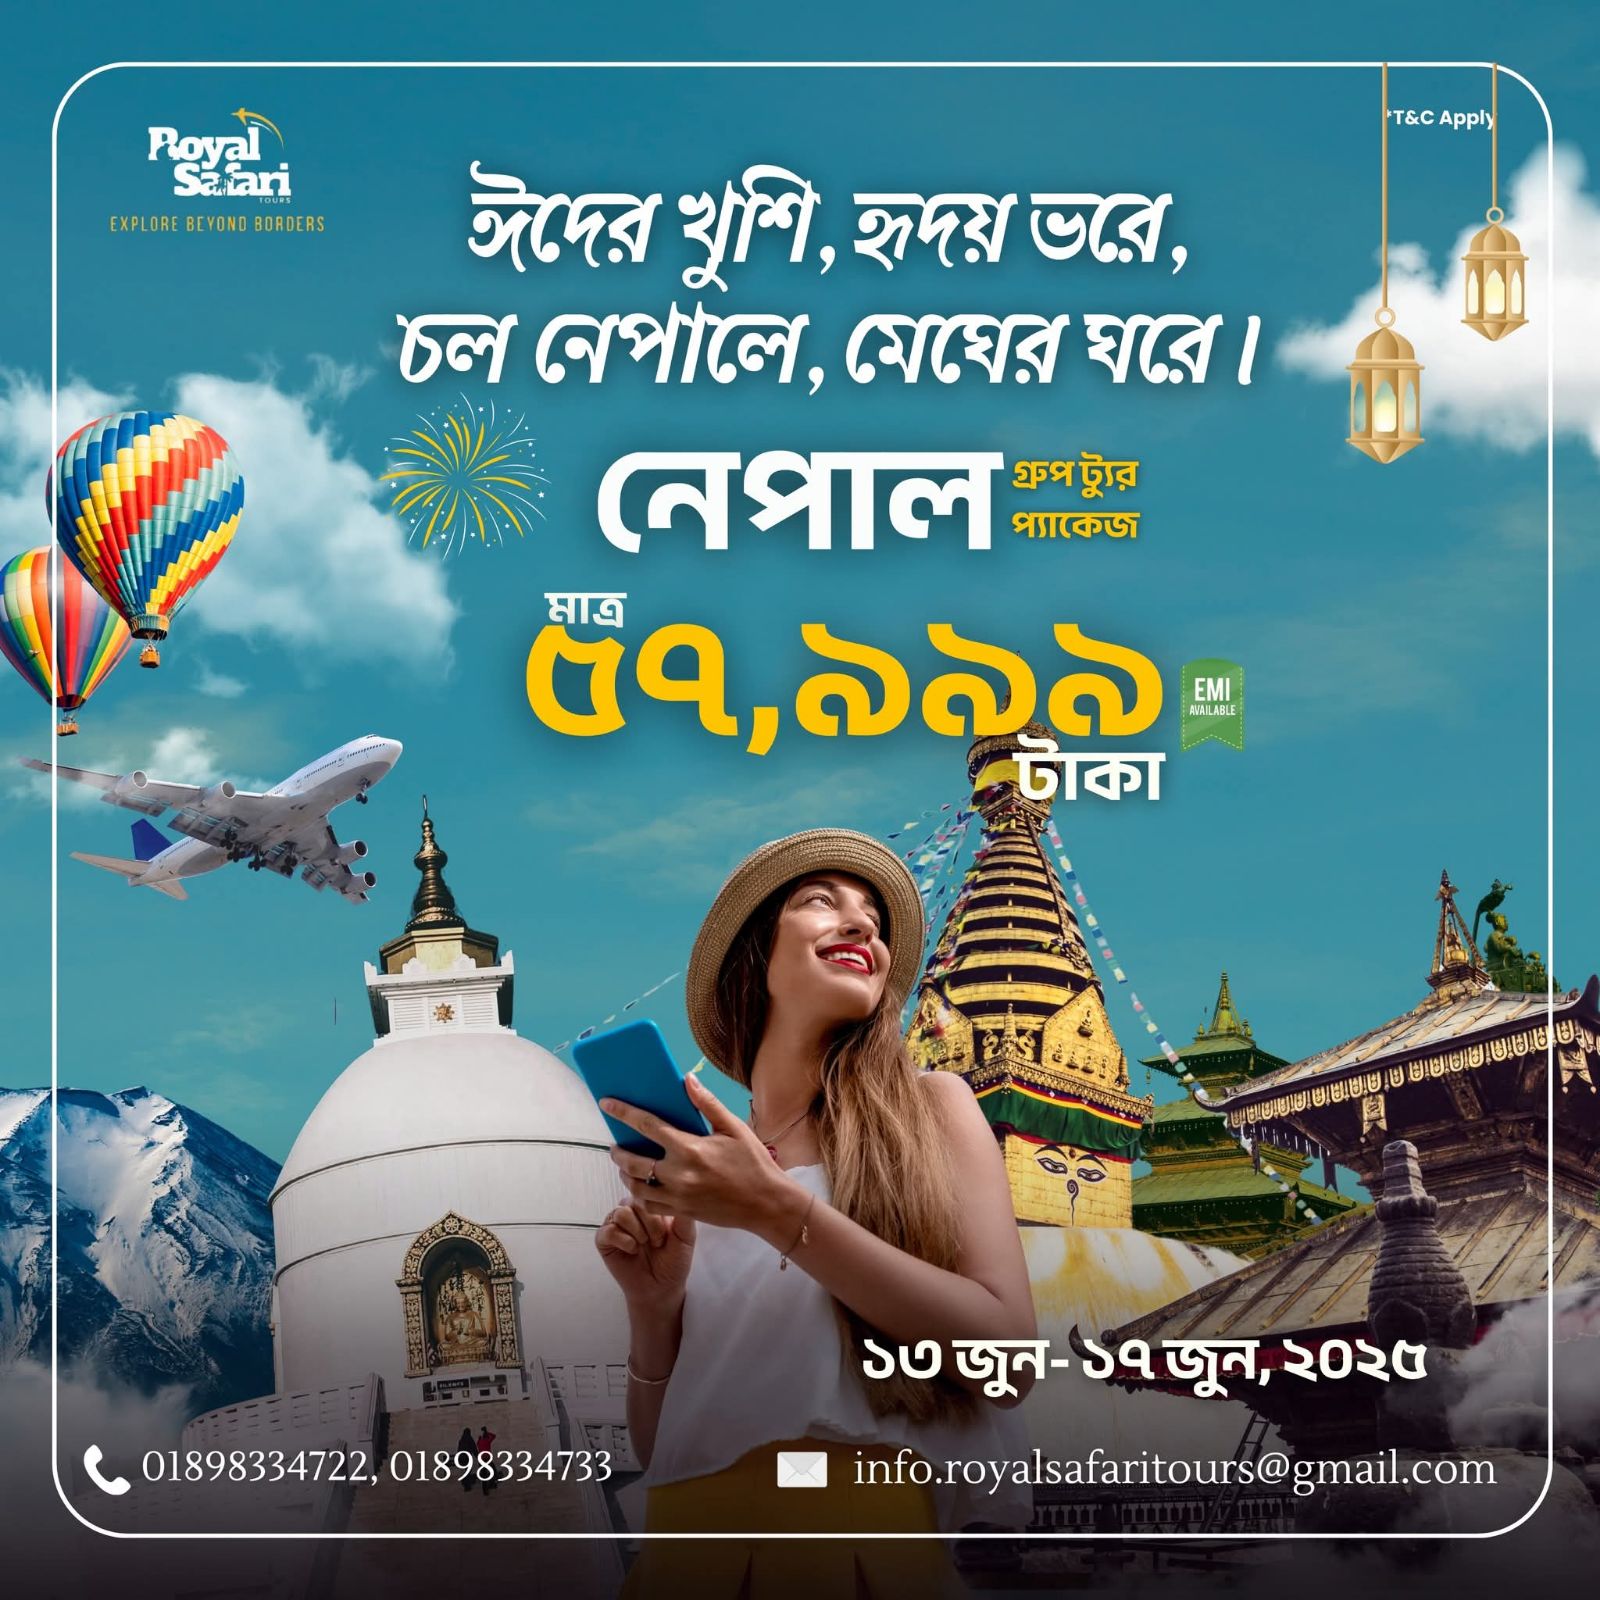 Royal
Safari
TOURS
EXPLORE BEYOND BORDERS
*T&C Apply
ঈদের খুশি, হৃদয় ভরে,
চল নেপালে, মেঘের ঘরে।
নেপাল
গ্রুপ ট্যুর
প্যাকেজ
মাত্র
৫৭,৯৯৯
টাকা
EMI
AVAILABLE
১৩ জুন- ১৭ জুন, ২০২৫
01898334722, 01898334733
info.royalsafaritours@gmail.com